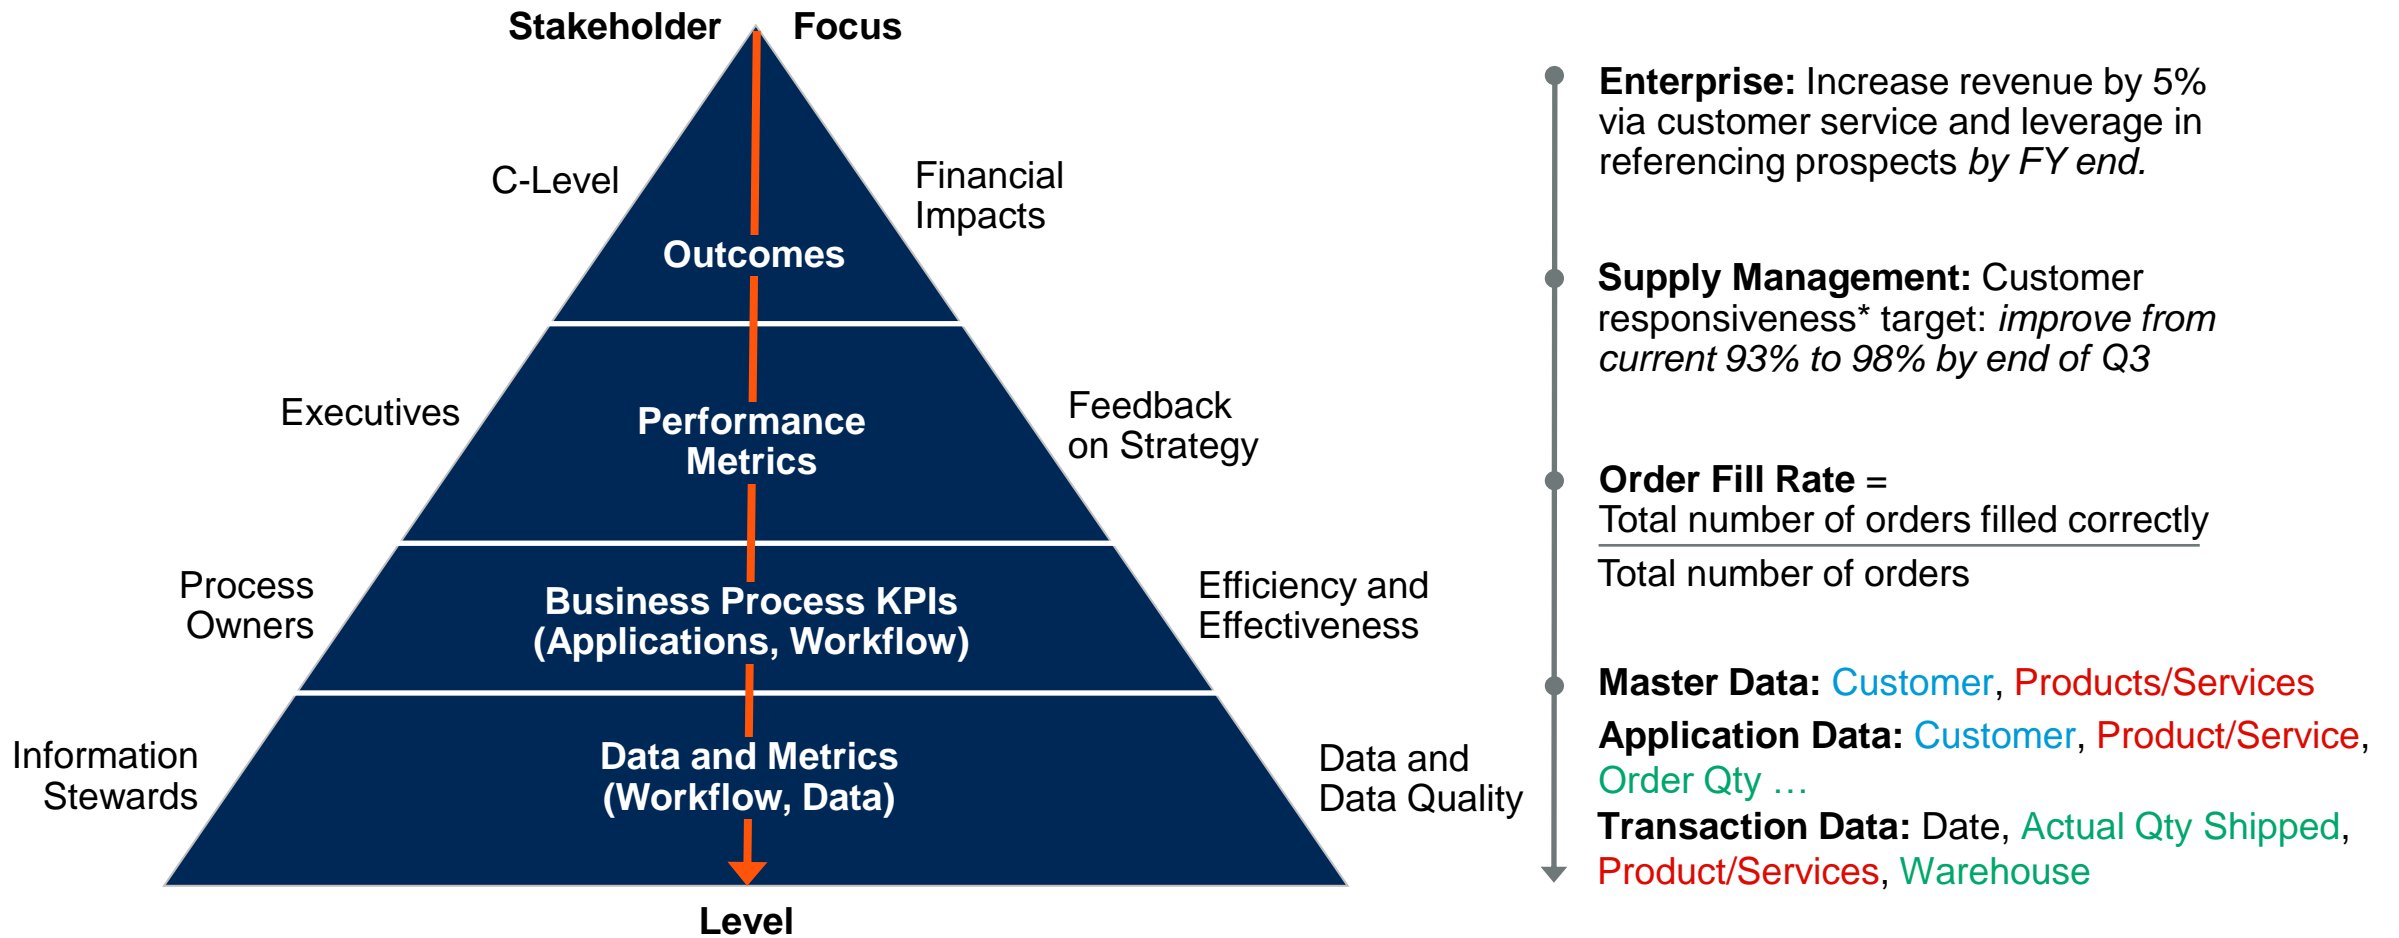 Stakeholder
Focus
C-Level
Financial
Impacts
Outcomes
Executives
Feedback
on Strategy
Performance
Metrics
Process
Owners
Efficiency and
Effectiveness
Business Process KPIs
(Applications, Workflow)
Information
Stewards
Data and
Data Quality
Data and Metrics
(Workflow, Data)
Level
Enterprise: Increase revenue by 5%
via customer service and leverage in
referencing prospects by FY end.
Supply Management: Customer
responsiveness* target: improve from
current 93% to 98% by end of Q3
Order Fill Rate =
Total number of orders filled correctly
Total number of orders
Master Data: Customer, Products/Services
Application Data: Customer, Product/Service,
Order Qty …
Transaction Data: Date, Actual Qty Shipped,
Product/Services, Warehouse